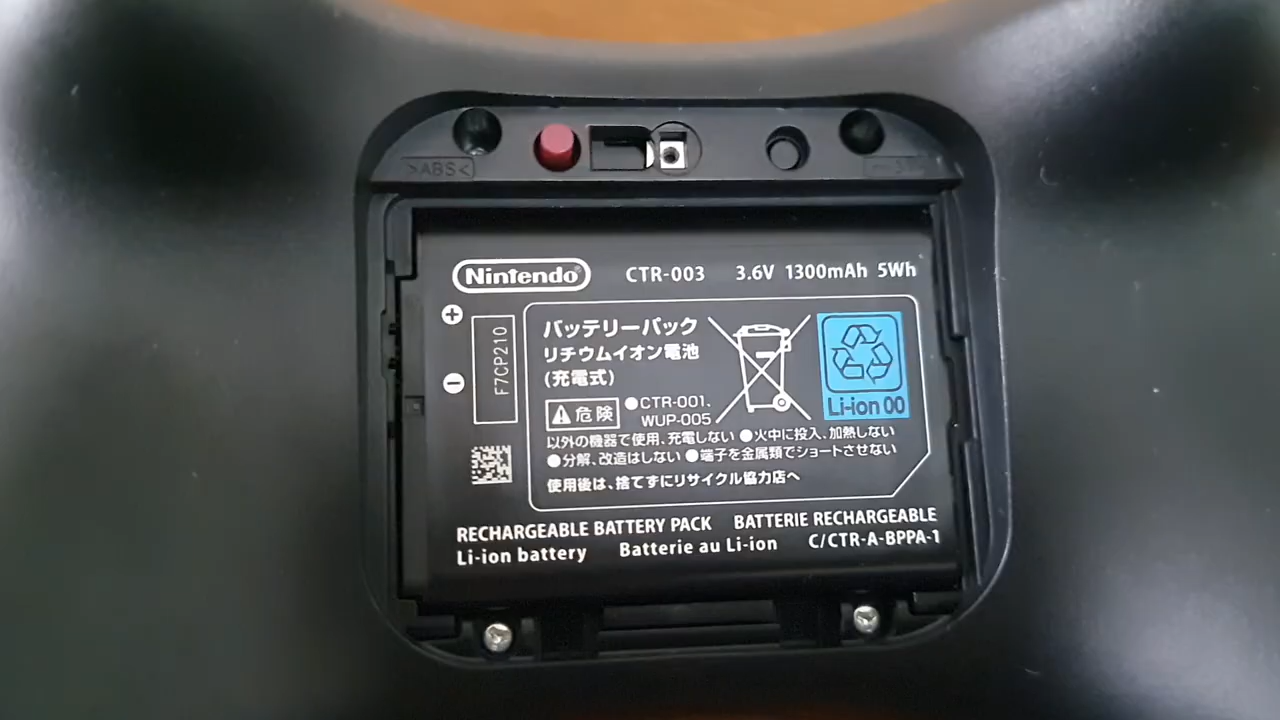 >ABS<
Nintendo® CTR-003 3.6V 1300mAh 5Wh
+
−
F7CP210
バッテリーパック
リチウムイオン電池
(充電式)
危険 ●CTR-001.
WUP-005
以外の機器で使用、充電しない ●火中に投入、加熱しない
●分解、改造はしない ●端子を金属類でショートさせない
使用後は、捨てずにリサイクル協力店へ
Li-ion 00
RECHARGEABLE BATTERY PACK BATTERIE RECHARGEABLE
Li-ion battery Batterie au Li-ion C/CTR-A-BPPA-1